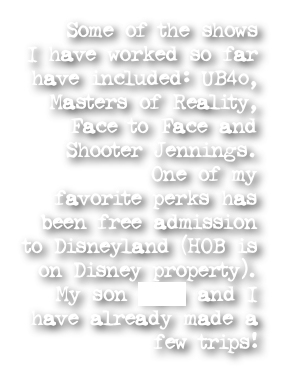 Some of the shows
I have worked so far
have included: UB40,
Masters of Reality,
Face to Face and
Shooter Jennings.
One of my
favorite perks has
been free admission
to Disneyland (HOB is
on Disney property).
My son and I
have already made a
few trips!